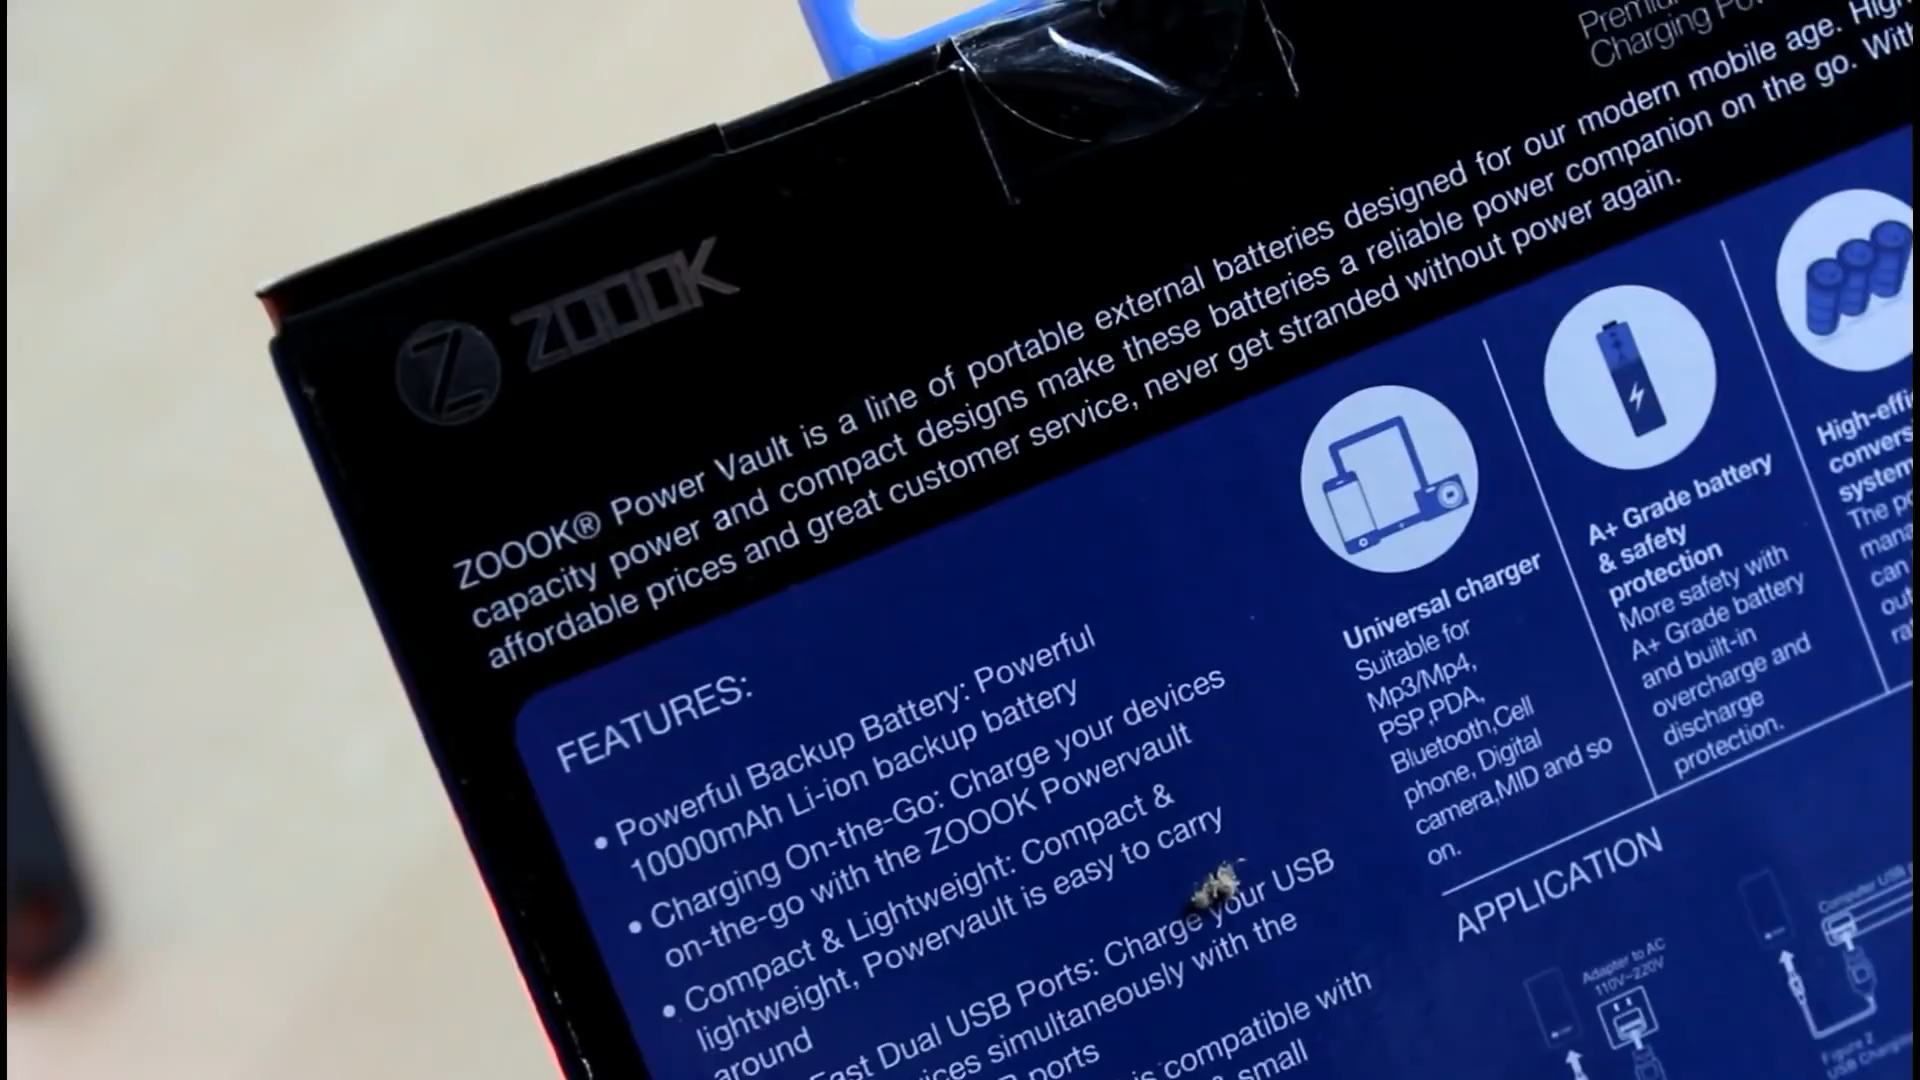 Charging
ZOOOK
ZOOOK® Power Vault is a line of portable external batteries designed for our modern mobile age. High
capacity power and compact designs make these batteries a reliable power companion on the go. With
affordable prices and great customer service, never get stranded without power again.
FEATURES:
• Powerful Backup Battery: Powerful
10000mAh Li-ion backup battery
• Charging On-the-Go: Charge your devices
on-the-go with the ZOOOK Powervault
• Compact & Lightweight: Compact &
lightweight, Powervault is easy to carry
around
Fast Dual USB Ports: Charge your USB
simultaneously with the
ports
is compatible with
& small
Universal charger
Suitable for
Mp3/Mp4,
PSP,PDA,
Bluetooth,Cell
phone, Digital
camera,MID and so
on.
A+ Grade battery
& safety
protection
More safety with
A+ Grade battery
and built-in
overcharge and
discharge
protection.
High-effi
convers
system
The
can
APPLICATION
Adapter to AC
110V~220V
Computer USB
Figure 2
USB